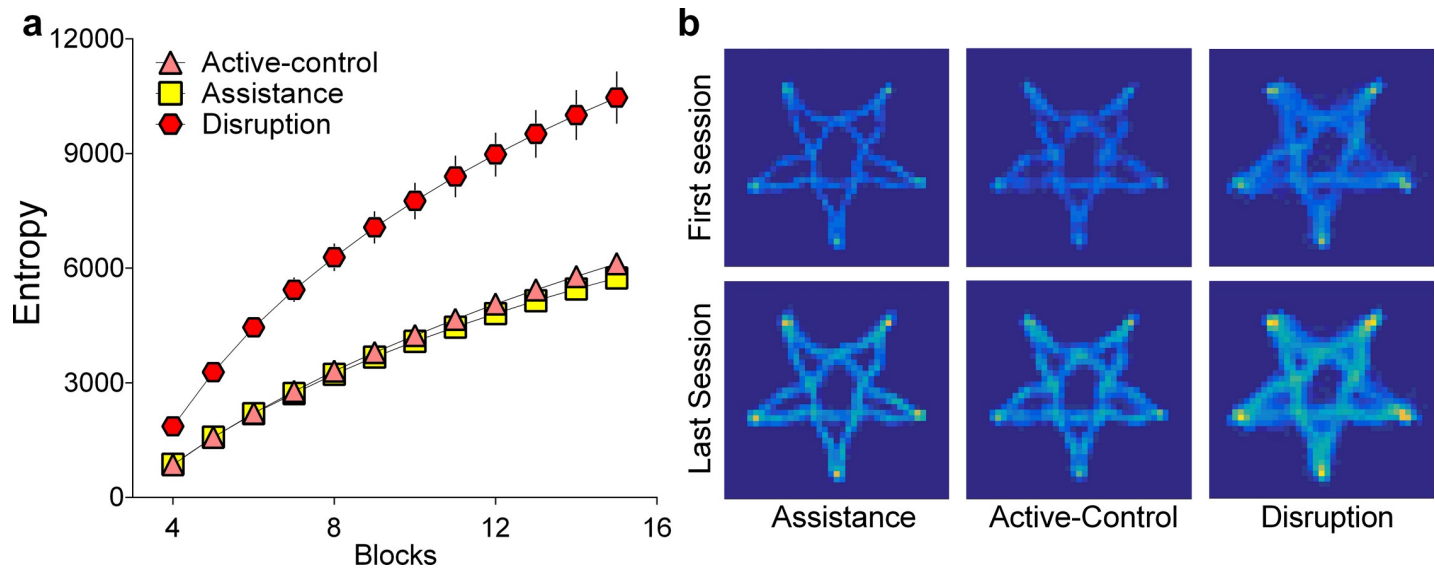 a
12000
9000
6000
3000
0
Entropy
Active-control
Assistance
Disruption
4
8
12
16
Blocks
b
First session
Last Session
Assistance
Active-Control
Disruption